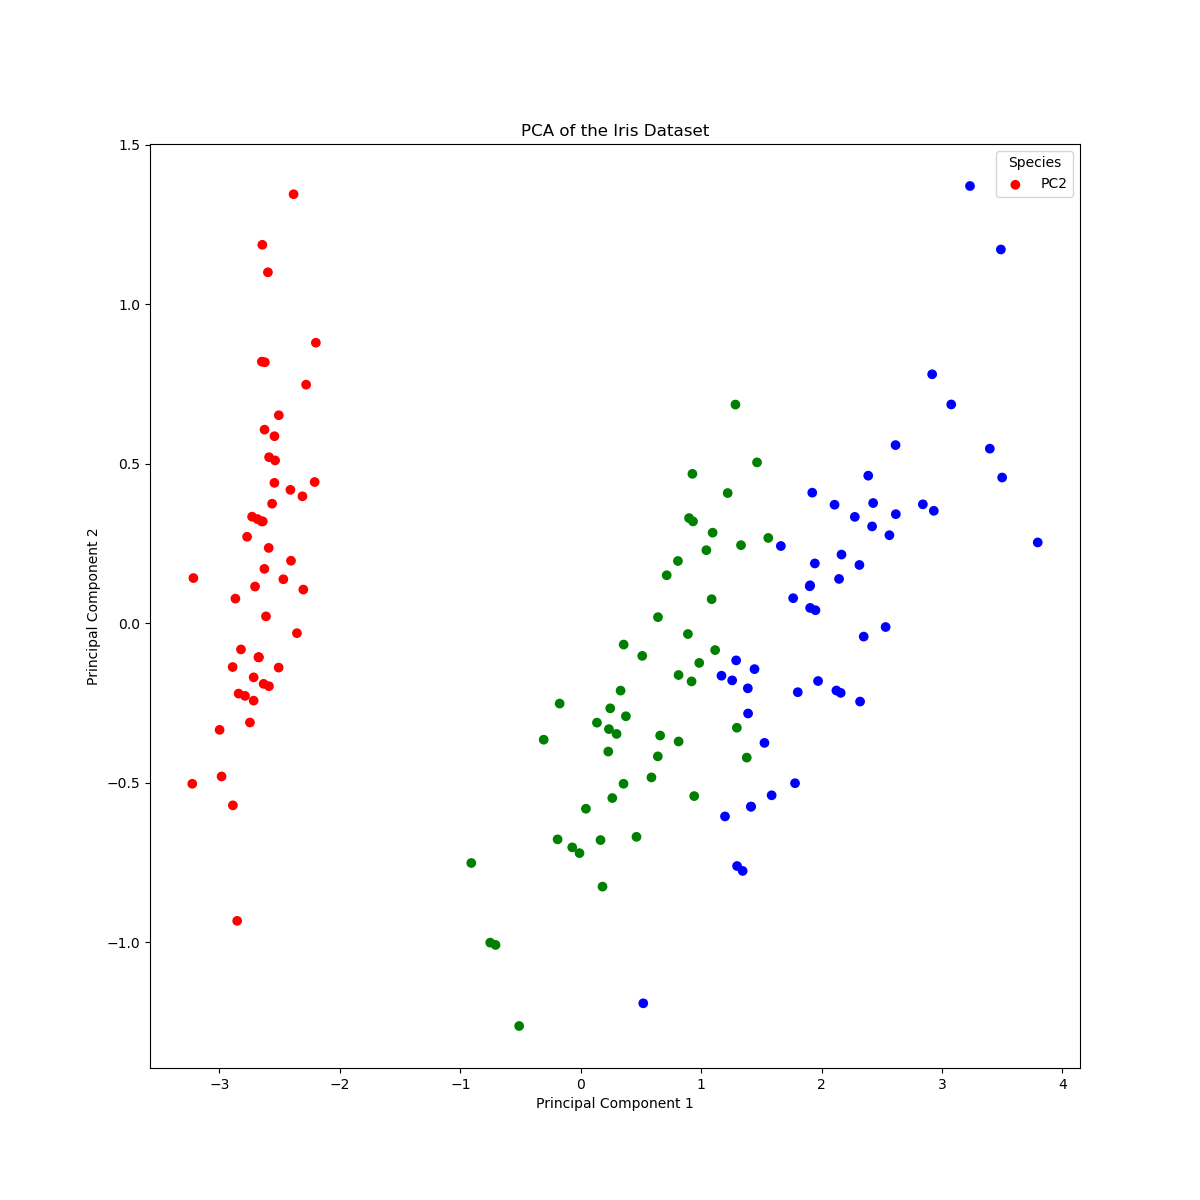 PCA of the Iris Dataset
Species
PC2
1.5
1.0
0.5
0.0
−0.5
−1.0
Principal Component 2
−3
−2
−1
0
1
2
3
4
Principal Component 1